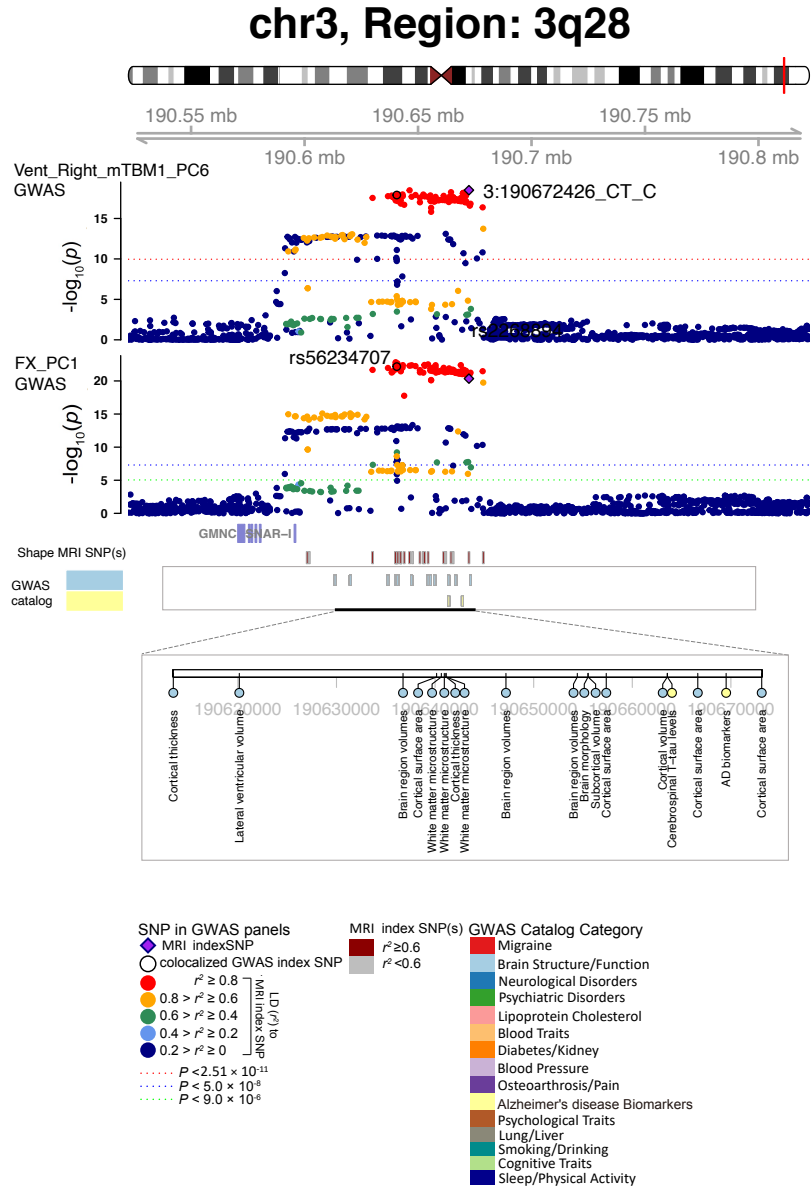 chr3, Region: 3q28
190.55 mb
190.65 mb
190.75 mb
190.6 mb
190.7 mb
190.8 mb
Vent_Right_mTBM1_PC6
GWAS
3:190672426_CT_C
15
10
5
0
-log10(p)
rs2268894
FX_PC1
GWAS
rs56234707
20
15
10
5
0
-log10(p)
GMNC SNAR-I
Shape MRI SNP(s)
GWAS
catalog
190620000
190630000
190640000
190650000
190660000
190670000
Cortical thickness
Lateral ventricular volume
Brain region volumes
Cortical surface area
White matter microstructure
White matter microstructure
Cortical thickness
White matter microstructure
Brain region volumes
Brain region volumes
Brain morphology
Subcortical volume
Cortical surface area
Cortical volume
Cerebrospinal T-tau levels
Cortical surface area
AD biomarkers
Cortical surface area
SNP in GWAS panels
MRI indexSNP
colocalized GWAS index SNP
r² ≥ 0.8
0.8 > r² ≥ 0.6
0.6 > r² ≥ 0.4
0.4 > r² ≥ 0.2
0.2 > r² ≥ 0
LD (r²) to
MRI index SNP
P < 2.51 × 10⁻¹¹
P < 5.0 × 10⁻⁸
P < 9.0 × 10⁻⁶
MRI index SNP(s)
r²≥0.6
r²<0.6
GWAS Catalog Category
Migraine
Brain Structure/Function
Neurological Disorders
Psychiatric Disorders
Lipoprotein Cholesterol
Blood Traits
Diabetes/Kidney
Blood Pressure
Osteoarthrosis/Pain
Alzheimer's disease Biomarkers
Psychological Traits
Lung/Liver
Smoking/Drinking
Cognitive Traits
Sleep/Physical Activity